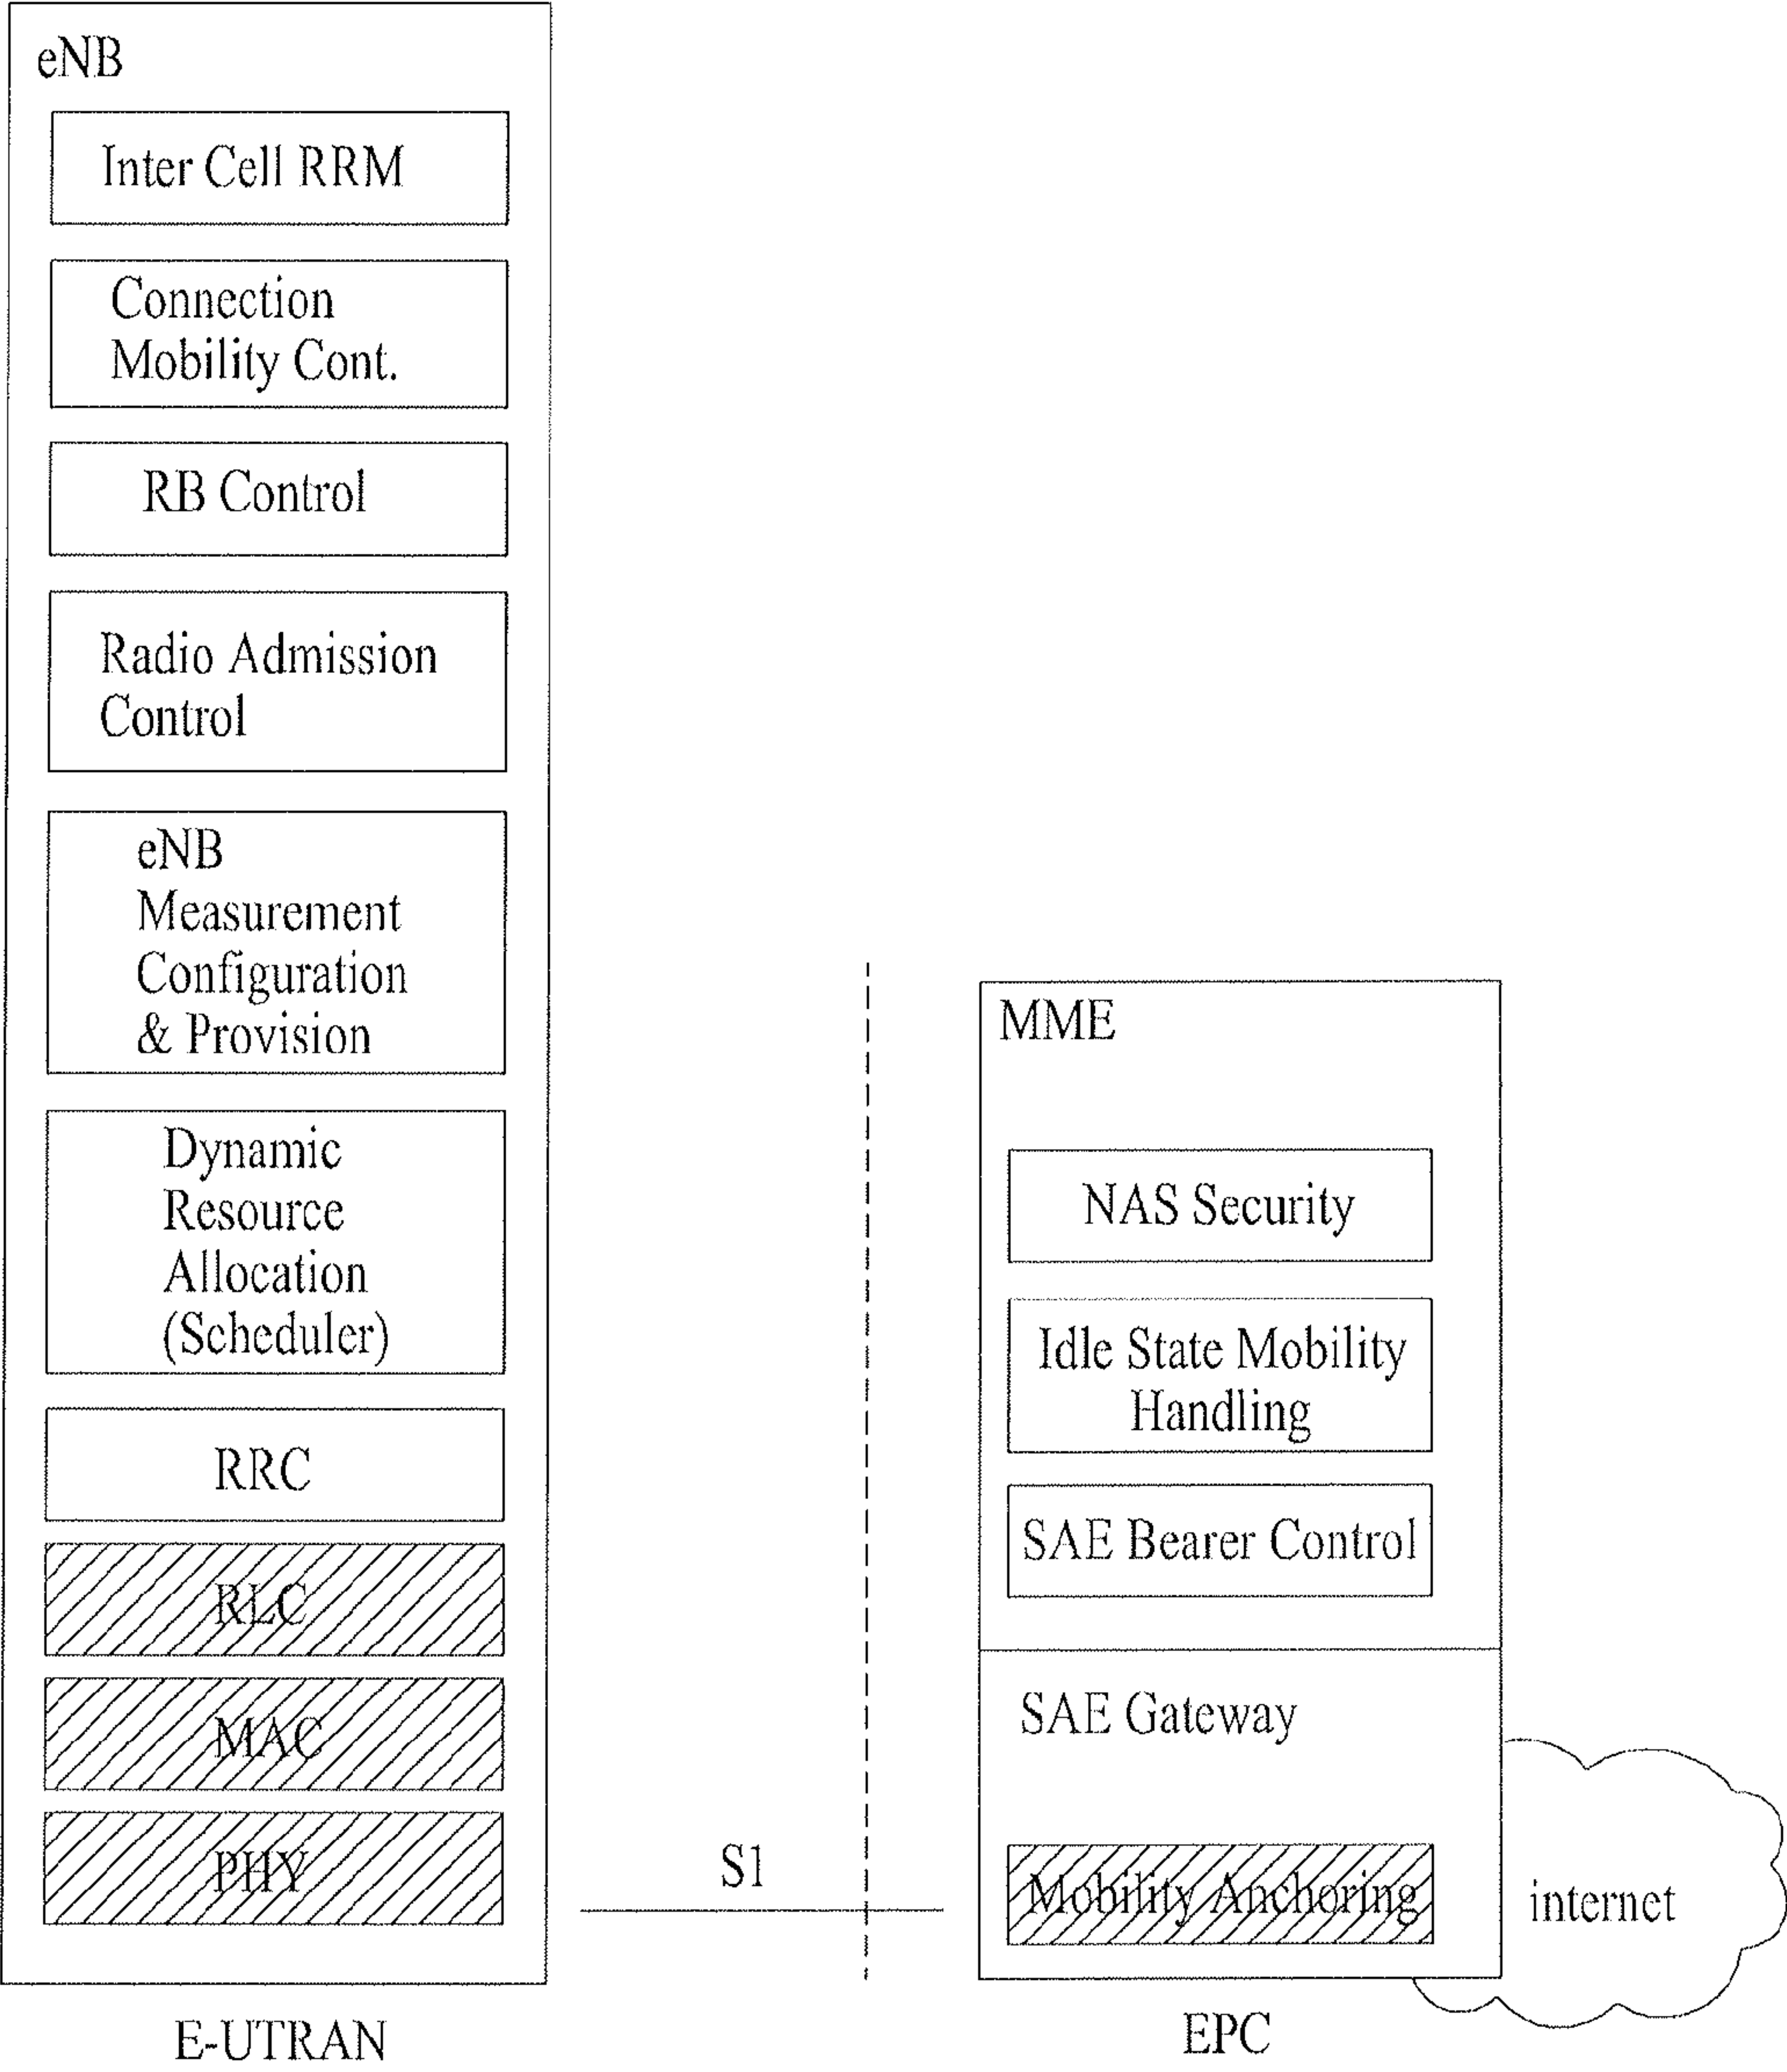 eNB
Inter Cell RRM
Connection
Mobility Cont.
RB Control
Radio Admission
Control
eNB
Measurement
Configuration
& Provision
Dynamic
Resource
Allocation
(Scheduler)
RRC
RLC
MAC
PHY
E-UTRAN
S1
MME
NAS Security
Idle State Mobility
Handling
SAE Bearer Control
SAE Gateway
Mobility Anchoring
internet
EPC